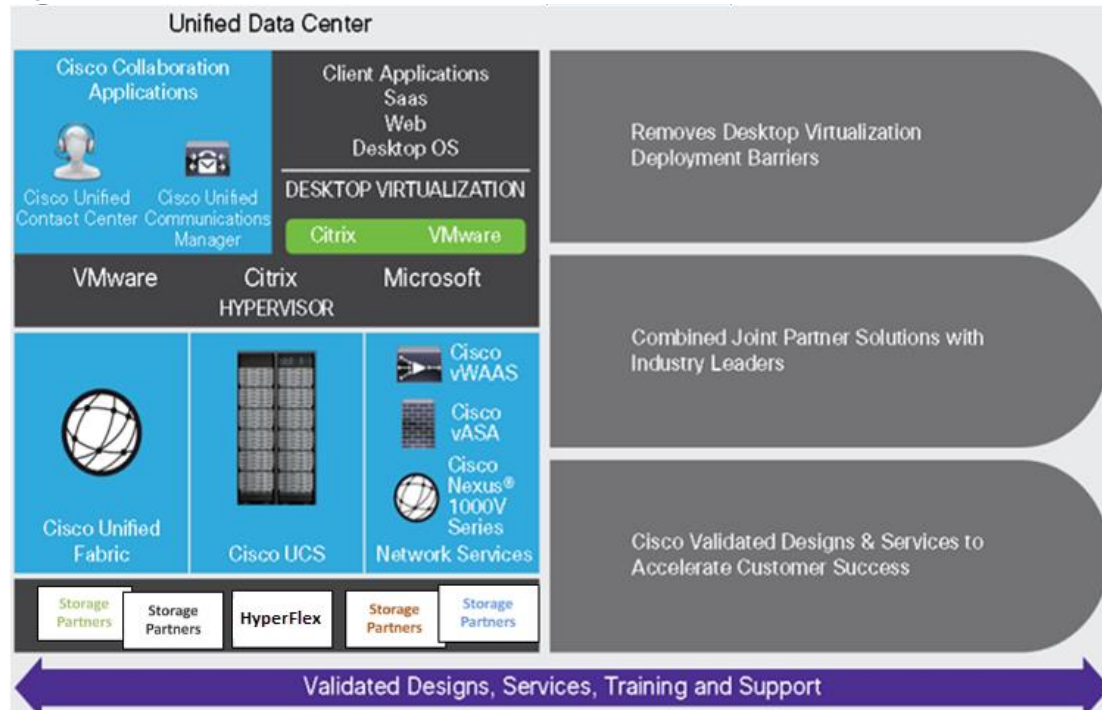 Unified Data Center
Cisco Collaboration
Applications
Cisco Unified
Contact Center
Cisco Unified
Communications
Manager
Client Applications
Saas
Web
Desktop OS
DESKTOP VIRTUALIZATION
Citrix VMware
VMware Citrix Microsoft
HYPERVISOR
Cisco Unified
Fabric
Cisco UCS
Cisco
vWAAS
Cisco
vASA
Cisco
Nexus®
1000V
Series
Network Services
Storage
Partners
Storage
Partners
HyperFlex
Storage
Partners
Storage
Partners
Removes Desktop Virtualization
Deployment Barriers
Combined Joint Partner Solutions with
Industry Leaders
Cisco Validated Designs & Services to
Accelerate Customer Success
Validated Designs, Services, Training and Support